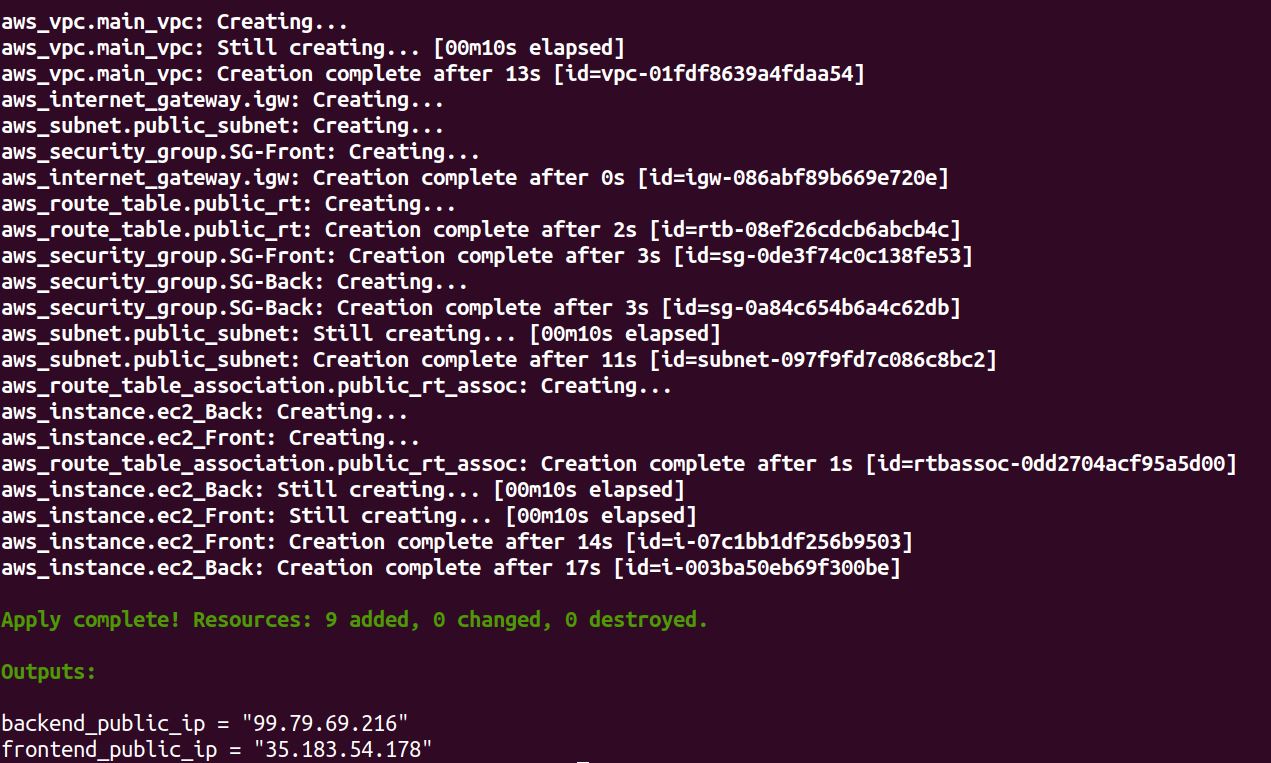 aws_vpc.main_vpc: Creating...
aws_vpc.main_vpc: Still creating... [00m10s elapsed]
aws_vpc.main_vpc: Creation complete after 13s [id=vpc-01fdf8639a4fdaa54]
aws_internet_gateway.igw: Creating...
aws_subnet.public_subnet: Creating...
aws_security_group.SG-Front: Creating...
aws_internet_gateway.igw: Creation complete after 0s [id=igw-086abf89b669e720e]
aws_route_table.public_rt: Creating...
aws_route_table.public_rt: Creation complete after 2s [id=rtb-08ef26cdcb6abcb4c]
aws_security_group.SG-Front: Creation complete after 3s [id=sg-0de3f74c0c138fe53]
aws_security_group.SG-Back: Creating...
aws_security_group.SG-Back: Creation complete after 3s [id=sg-0a84c654b6a4c62db]
aws_subnet.public_subnet: Still creating... [00m10s elapsed]
aws_subnet.public_subnet: Creation complete after 11s [id=subnet-097f9fd7c086c8bc2]
aws_route_table_association.public_rt_assoc: Creating...
aws_instance.ec2_Back: Creating...
aws_instance.ec2_Front: Creating...
aws_route_table_association.public_rt_assoc: Creation complete after 1s [id=rtbassoc-0dd2704acf95a5d00]
aws_instance.ec2_Back: Still creating... [00m10s elapsed]
aws_instance.ec2_Front: Still creating... [00m10s elapsed]
aws_instance.ec2_Front: Creation complete after 14s [id=i-07c1bb1df256b9503]
aws_instance.ec2_Back: Creation complete after 17s [id=i-003ba50eb69f300be]
Apply complete! Resources: 9 added, 0 changed, 0 destroyed.
Outputs:
backend_public_ip = "99.79.69.216"
frontend_public_ip = "35.183.54.178"